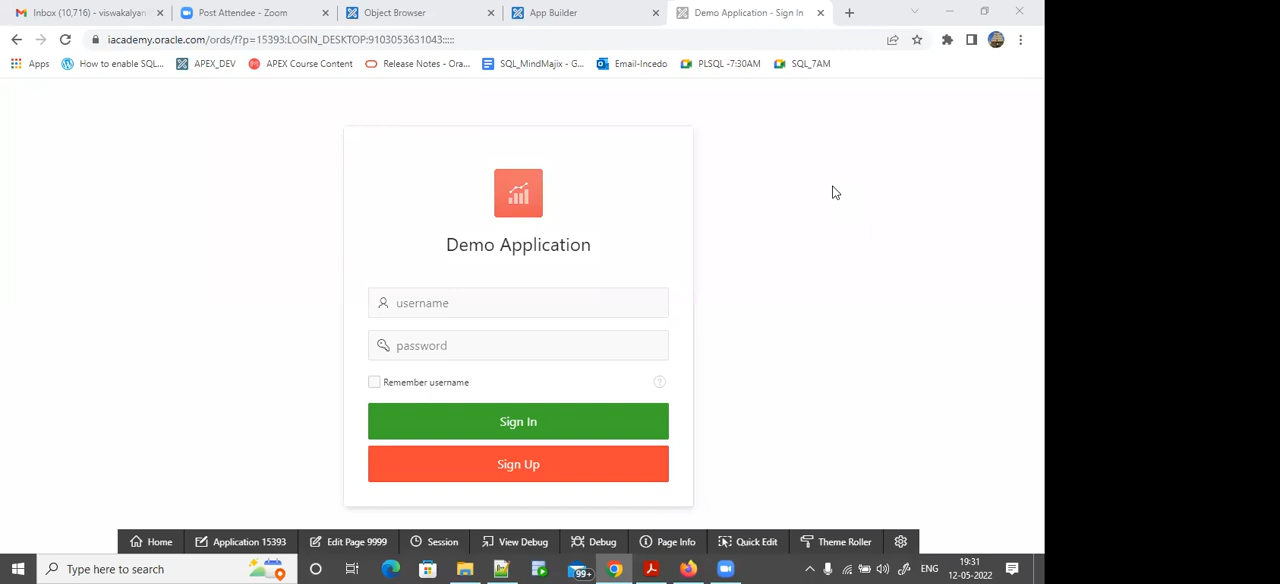 Inbox (10,716) - viswakalyan
Post Attendee - Zoom
Object Browser
App Builder
Demo Application - Sign In
iacademy.oracle.com/ords/f?p=15393:LOGIN_DESKTOP:9103053631043:::::
Apps
How to enable SQL...
APEX_DEV
APEX Course Content
Release Notes - Ora...
SQL_MindMajix - G...
Email-Incedo
PLSQL -7:30AM
SQL_7AM
Demo Application
username
password
Remember username
?
Sign In
Sign Up
Home
Application 15393
Edit Page 9999
Session
View Debug
Debug
Page Info
Quick Edit
Theme Roller
Type here to search
99+
ENG
19:31
12-05-2022